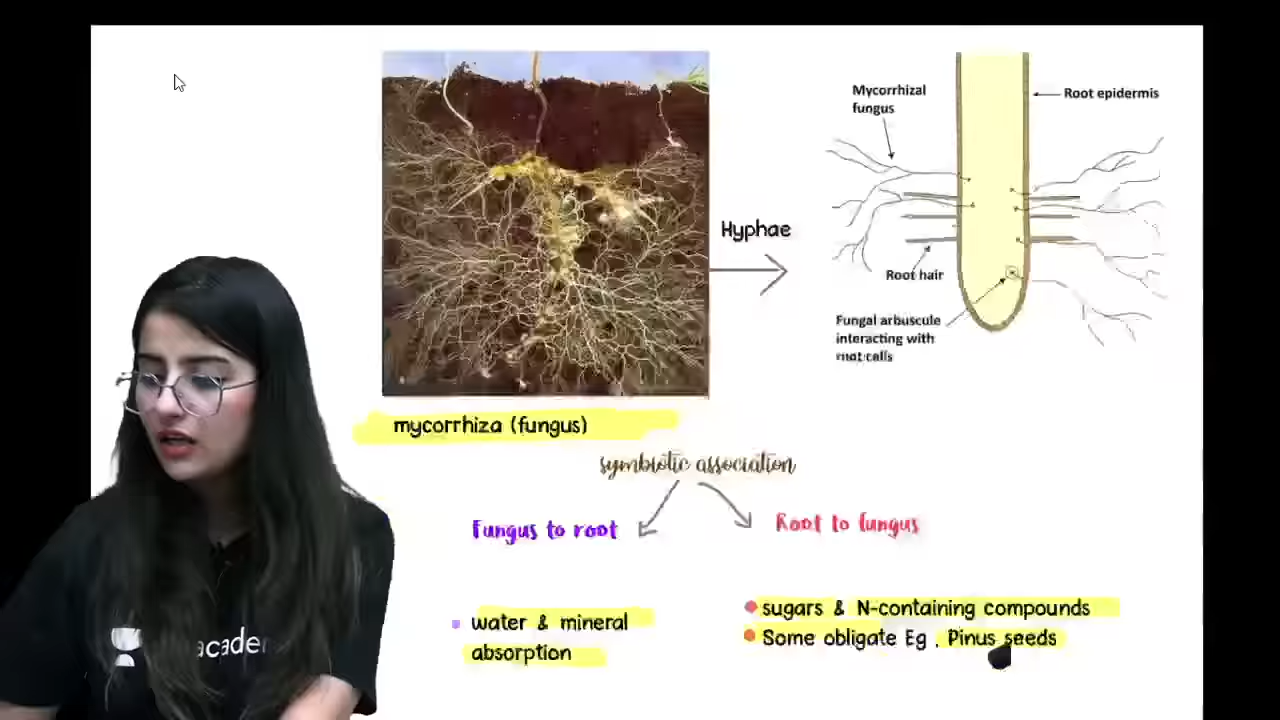 Mycorrhizal
fungus
Root epidermis
Hyphae
Root hair
Fungal arbuscule
interacting with
root cells
mycorrhiza (fungus)
symbiotic association
Fungus to root
Root to fungus
water & mineral
absorption
sugars & N-containing compounds
Some obligate Eg . Pinus seeds